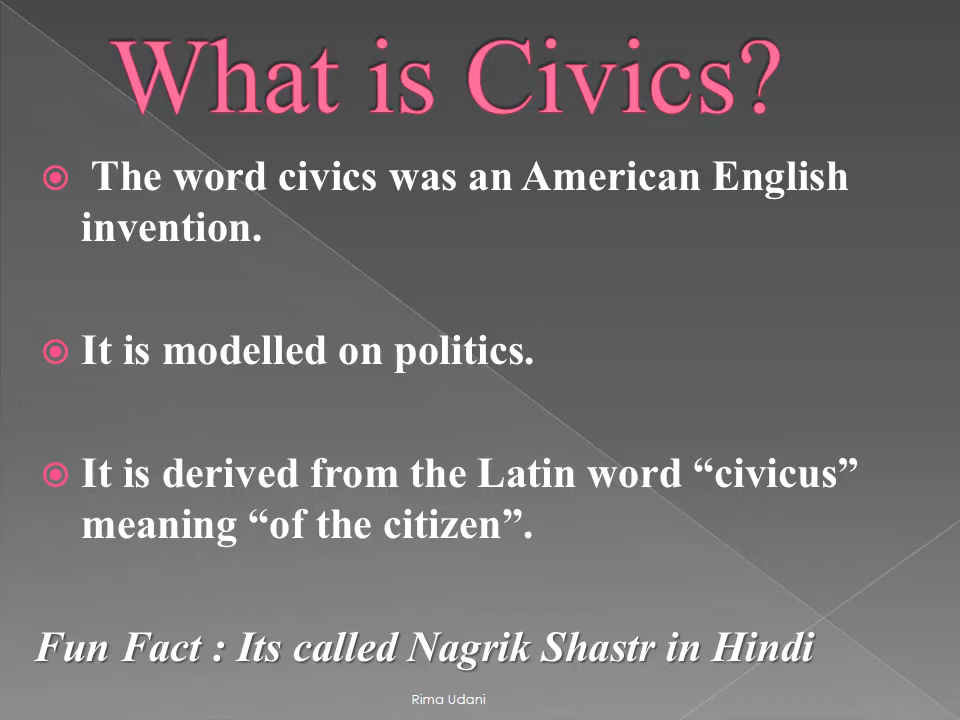 What is Civics?
The word civics was an American English
invention.
It is modelled on politics.
It is derived from the Latin word “civicus”
meaning “of the citizen”.
Fun Fact : Its called Nagrik Shastr in Hindi
Rima Udani